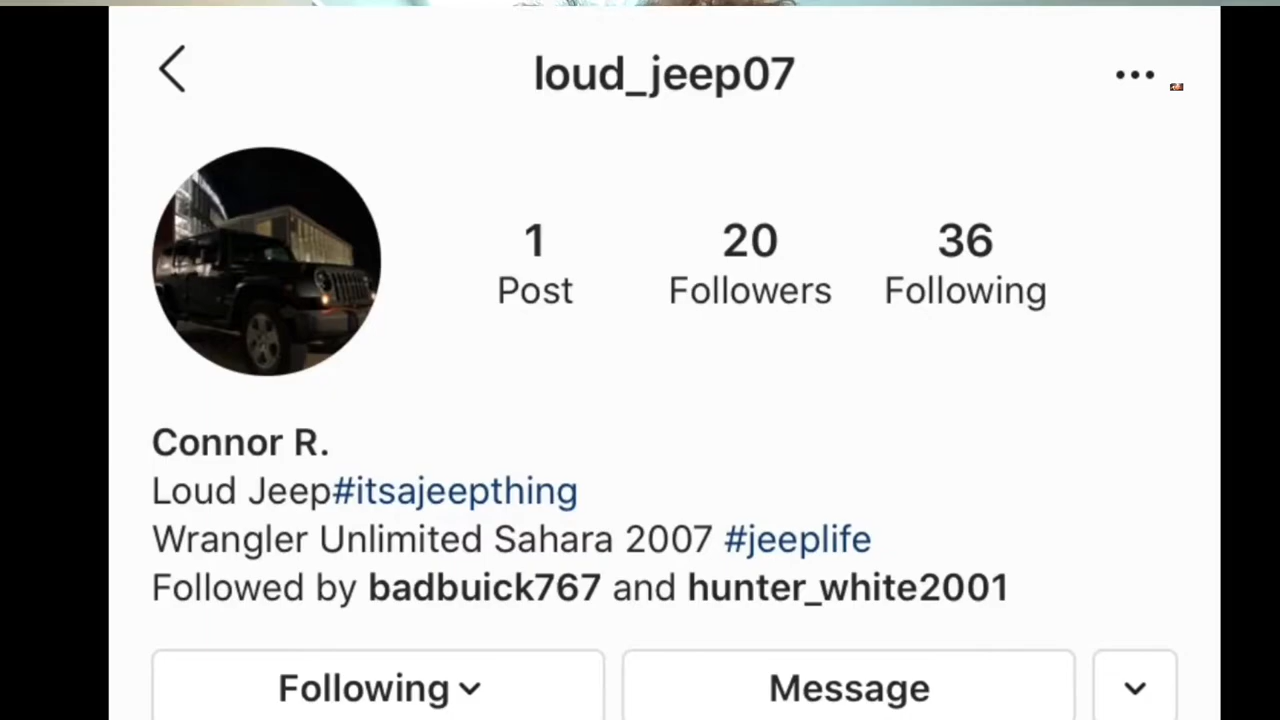 loud_jeep07
1
Post
20
Followers
36
Following
Connor R.
Loud Jeep#itsajeepthing
Wrangler Unlimited Sahara 2007 #jeeplife
Followed by badbuick767 and hunter_white2001
Following
Message